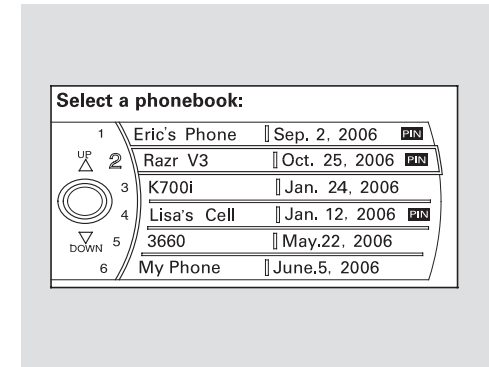 Select a phonebook:
1 Eric's Phone Sep. 2, 2006 PIN
UP 2 Razr V3 Oct. 25, 2006 PIN
3 K700i Jan. 24, 2006
4 Lisa's Cell Jan. 12, 2006 PIN
DOWN 5 3660 May.22, 2006
6 My Phone June.5, 2006